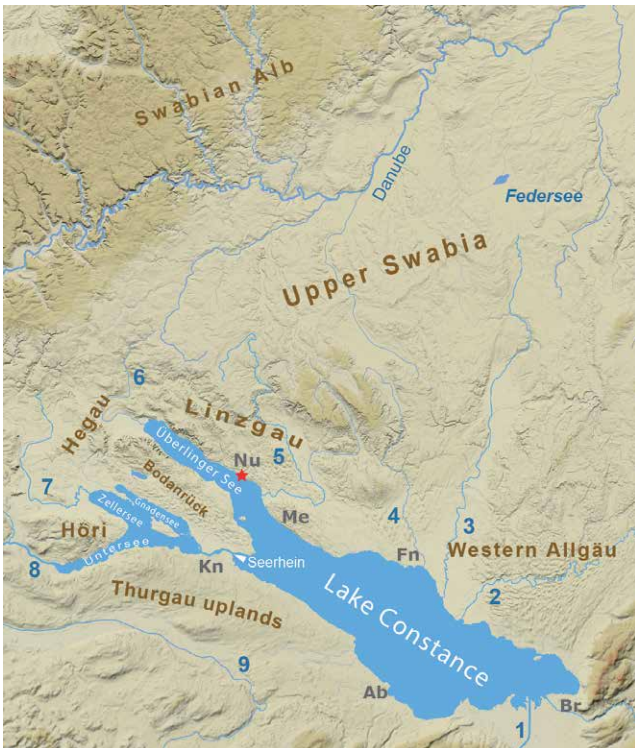 Swabian Alb
Danube
Federsee
Upper Swabia
6
Linzgau
Hegau
Überlinger See
Nu
5
Bodanrück
7
Gnadensee
Zellersee
Me
4
3
Höri
Untersee
Fn
Western Allgäu
8
Kn
Seerhein
2
Thurgau uplands
Lake Constance
9
Ab
Br
1